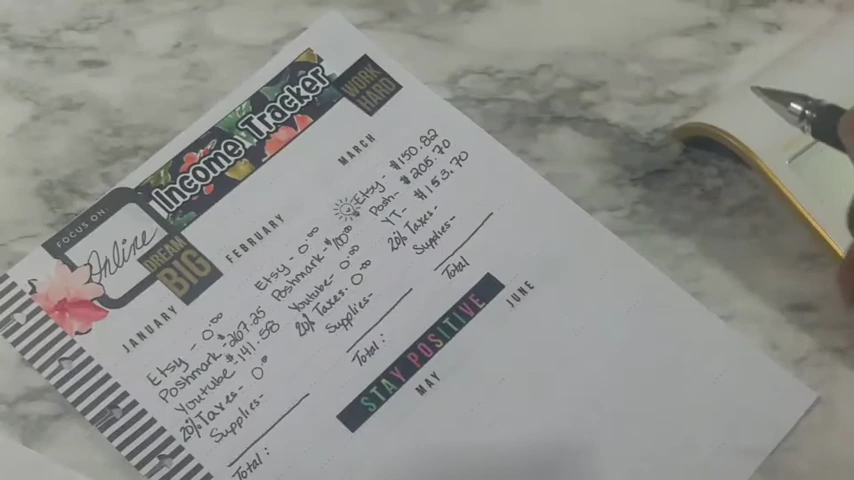 FOCUS ON:
Online
Income Tracker
WORK HARD
DREAM BIG
JANUARY
Etsy - 0.00
Poshmark - $267.25
Youtube - $141.58
20% Taxes - 0.00
Supplies -
Total:
FEBRUARY
Etsy - 0.00
Poshmark - $100.00
Youtube - 0.00
20% Taxes - 0.00
Supplies -
Total:
MARCH
Etsy - $150.82
Posh - $205.70
YT - $153.70
20% Taxes -
Supplies -
Total
STAY POSITIVE
MAY
JUNE